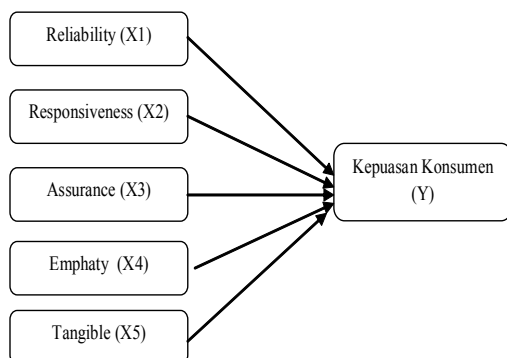 Reliability (X1)
Responsiveness (X2)
Assurance (X3)
Emphaty (X4)
Tangible (X5)
Kepuasan Konsumen
(Y)